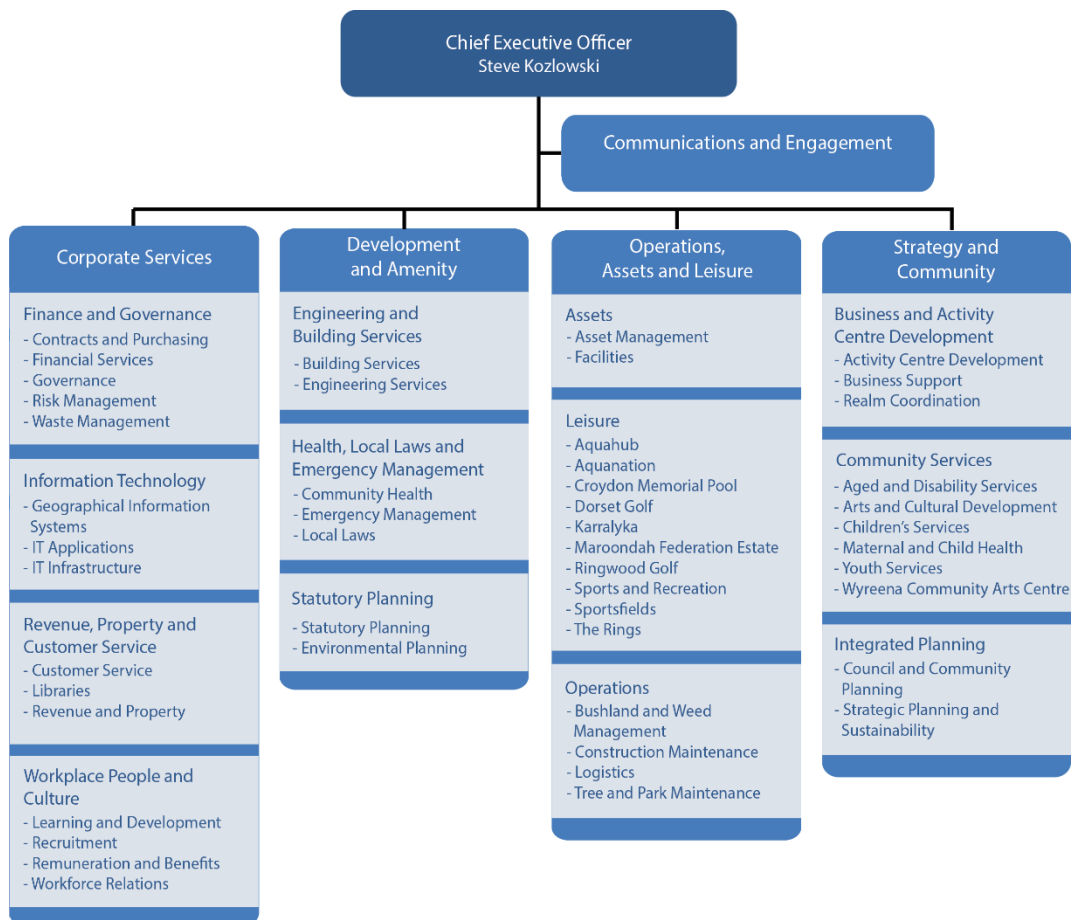 Chief Executive Officer
Steve Kozlowski
Communications and Engagement
Corporate Services
Finance and Governance
- Contracts and Purchasing
- Financial Services
- Governance
- Risk Management
- Waste Management
Information Technology
- Geographical Information
Systems
- IT Applications
- IT Infrastructure
Revenue, Property and
Customer Service
- Customer Service
- Libraries
- Revenue and Property
Workplace People and
Culture
- Learning and Development
- Recruitment
- Remuneration and Benefits
- Workforce Relations
Development
and Amenity
Engineering and
Building Services
- Building Services
- Engineering Services
Health, Local Laws and
Emergency Management
- Community Health
- Emergency Management
- Local Laws
Statutory Planning
- Statutory Planning
- Environmental Planning
Operations,
Assets and Leisure
Assets
- Asset Management
- Facilities
Leisure
- Aquahub
- Aquanation
- Croydon Memorial Pool
- Dorset Golf
- Karralyka
- Maroondah Federation Estate
- Ringwood Golf
- Sports and Recreation
- Sportsfields
- The Rings
Operations
- Bushland and Weed
Management
- Construction Maintenance
- Logistics
- Tree and Park Maintenance
Strategy and
Community
Business and Activity
Centre Development
- Activity Centre Development
- Business Support
- Realm Coordination
Community Services
- Aged and Disability Services
- Arts and Cultural Development
- Children's Services
- Maternal and Child Health
- Youth Services
- Wyreena Community Arts Centre
Integrated Planning
- Council and Community
Planning
- Strategic Planning and
Sustainability